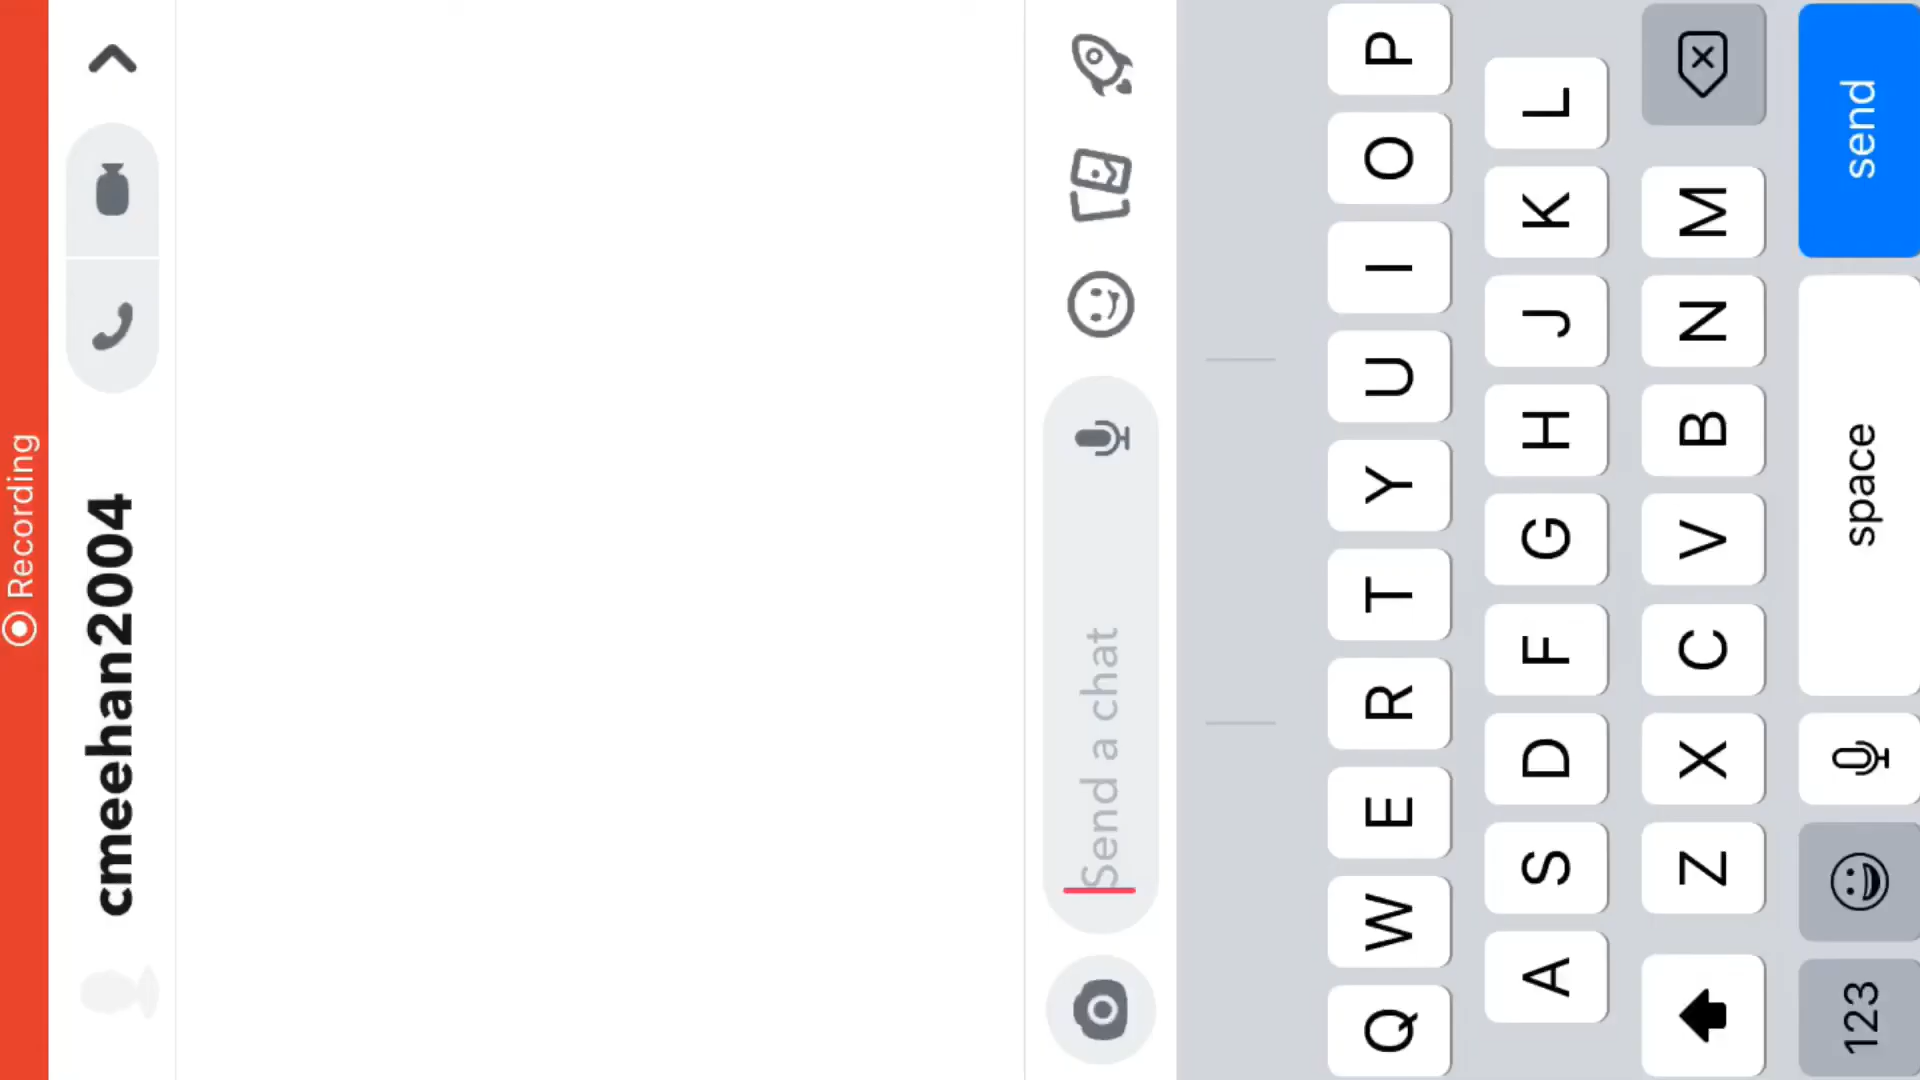 Recording
cmeehan2004
Send a chat
Q W E R T Y U I O P
A S D F G H J K L
Z X C V B N M
123 space send